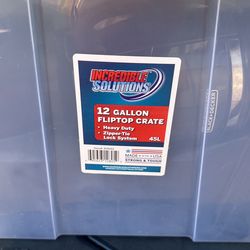 INCREDIBLE
SOLUTIONS
12 GALLON
FLIPTOP CRATE
• Heavy Duty
• Zipper-Tie
Lock System
45L
MADE IN THE USA
STRONG & TOUGH